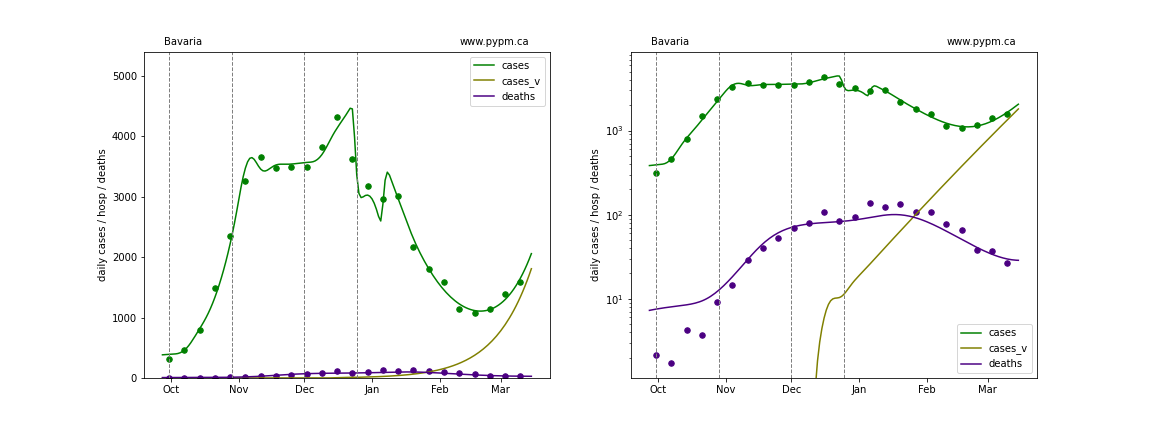 Bavaria www.pypm.ca
cases
cases_v
deaths
daily cases / hosp / deaths
5000
4000
3000
2000
1000
0
Oct Nov Dec Jan Feb Mar
Bavaria www.pypm.ca
daily cases / hosp / deaths
10³
10²
10¹
cases
cases_v
deaths
Oct Nov Dec Jan Feb Mar